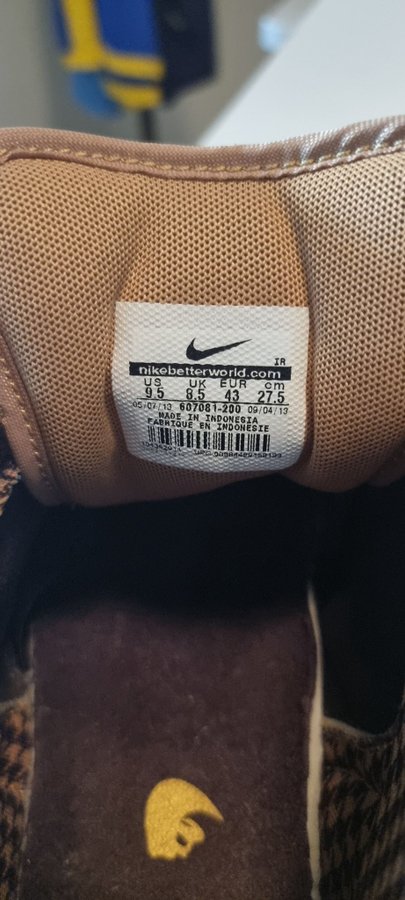 IR
nikebetterworld.com
US UK EUR cm
9.5 8.5 43 27.5
05/07/13 607081-200 09/04/13
MADE IN INDONESIA
FABRIQUE EN INDONESIE